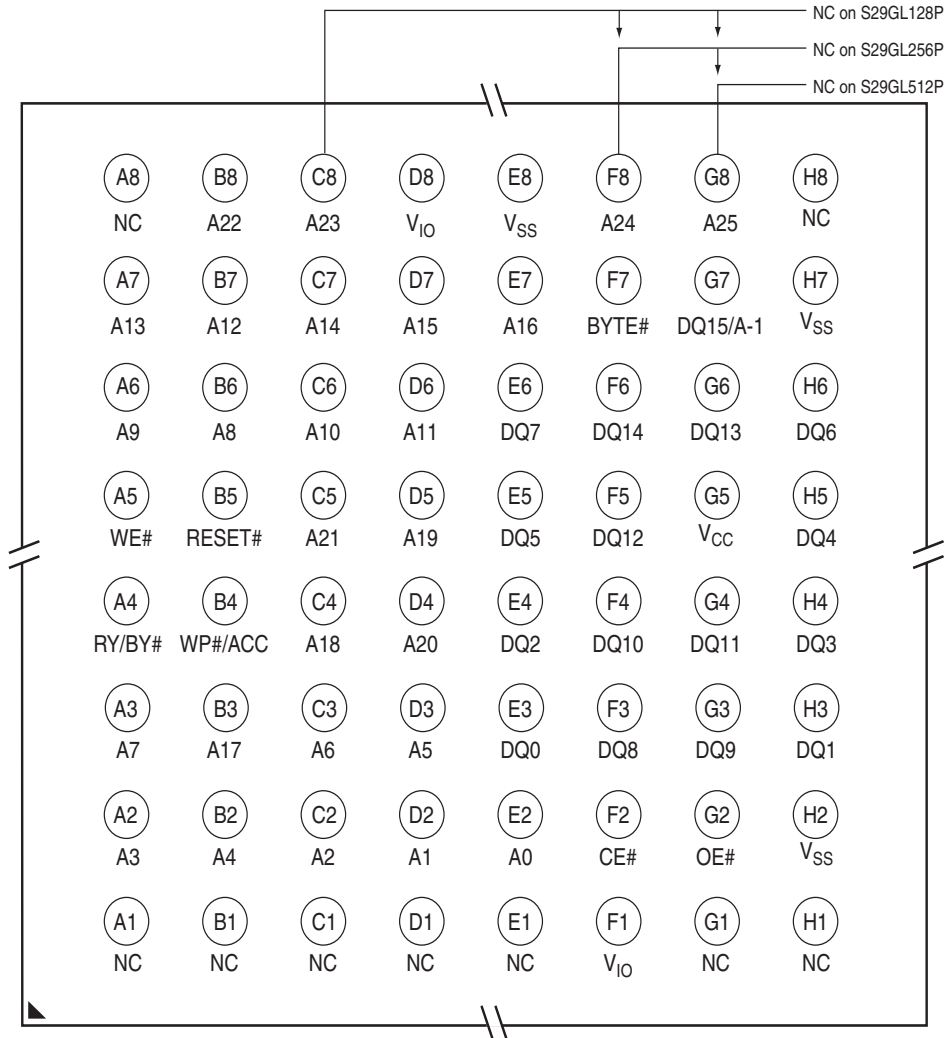 NC on S29GL128P
NC on S29GL256P
NC on S29GL512P
A8 B8 C8 D8 E8 F8 G8 H8
NC A22 A23 VIO VSS A24 A25 NC
A7 B7 C7 D7 E7 F7 G7 H7
A13 A12 A14 A15 A16 BYTE# DQ15/A-1 VSS
A6 B6 C6 D6 E6 F6 G6 H6
A9 A8 A10 A11 DQ7 DQ14 DQ13 DQ6
A5 B5 C5 D5 E5 F5 G5 H5
WE# RESET# A21 A19 DQ5 DQ12 VCC DQ4
A4 B4 C4 D4 E4 F4 G4 H4
RY/BY# WP#/ACC A18 A20 DQ2 DQ10 DQ11 DQ3
A3 B3 C3 D3 E3 F3 G3 H3
A7 A17 A6 A5 DQ0 DQ8 DQ9 DQ1
A2 B2 C2 D2 E2 F2 G2 H2
A3 A4 A2 A1 A0 CE# OE# VSS
A1 B1 C1 D1 E1 F1 G1 H1
NC NC NC NC NC VIO NC NC